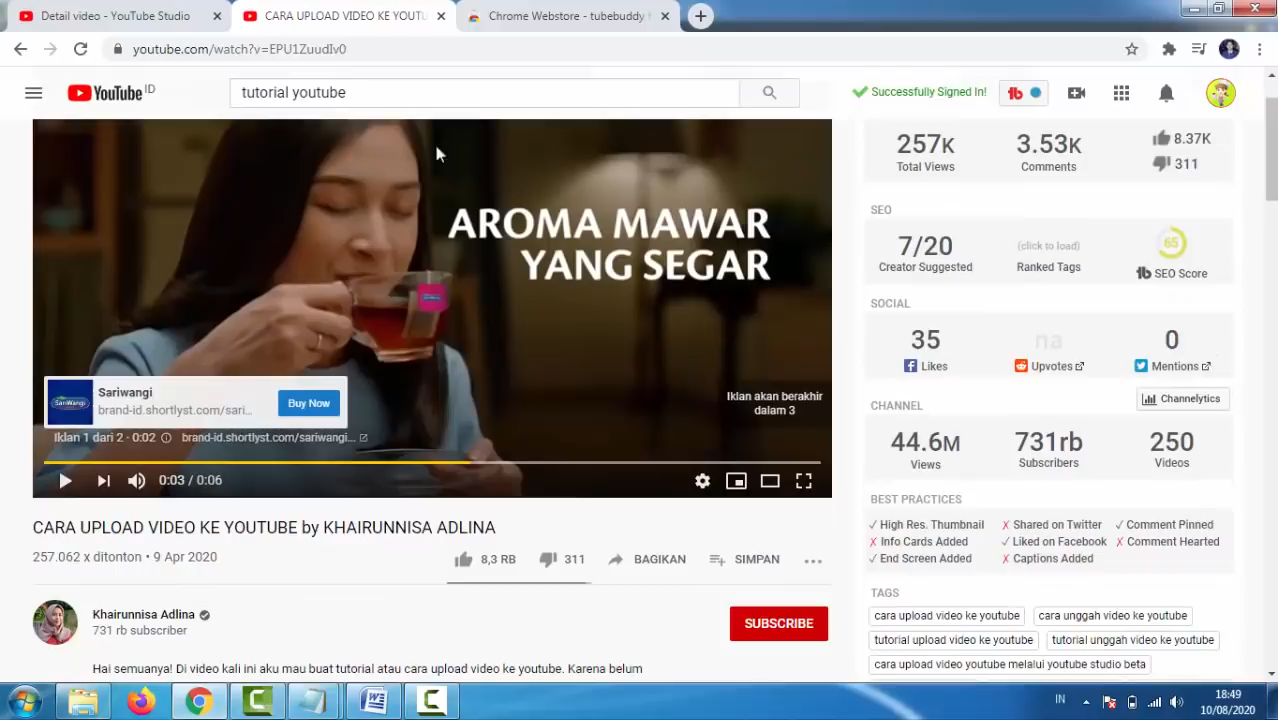 Detail video - YouTube Studio
CARA UPLOAD VIDEO KE YOUTU
Chrome Webstore - tubebuddy
youtube.com/watch?v=EPU1ZuudIv0
YouTube ID
tutorial youtube
Successfully Signed In!
tb
AROMA MAWAR
YANG SEGAR
SariWangi
Sariwangi
brand-id.shortlyst.com/sari...
Buy Now
Iklan akan berakhir
dalam 3
Iklan 1 dari 2 · 0:02
brand-id.shortlyst.com/sariwangi...
0:03 / 0:06
CARA UPLOAD VIDEO KE YOUTUBE by KHAIRUNNISA ADLINA
257.062 x ditonton • 9 Apr 2020
8,3 RB
311
BAGIKAN
SIMPAN
Khairunnisa Adlina
731 rb subscriber
SUBSCRIBE
Hai semuanya! Di video kali ini aku mau buat tutorial atau cara upload video ke youtube. Karena belum
257K
Total Views
3.53K
Comments
8.37K
311
SEO
7/20
Creator Suggested
(click to load)
Ranked Tags
65
tb SEO Score
SOCIAL
35
Likes
na
Upvotes
0
Mentions
CHANNEL
Channelytics
44.6M
Views
731rb
Subscribers
250
Videos
BEST PRACTICES
✓ High Res. Thumbnail
✗ Shared on Twitter
✓ Comment Pinned
✗ Info Cards Added
✓ Liked on Facebook
✗ Comment Hearted
✓ End Screen Added
✗ Captions Added
TAGS
cara upload video ke youtube
cara unggah video ke youtube
tutorial upload video ke youtube
tutorial unggah video ke youtube
cara upload video youtube melalui youtube studio beta
IN
18:49
10/08/2020